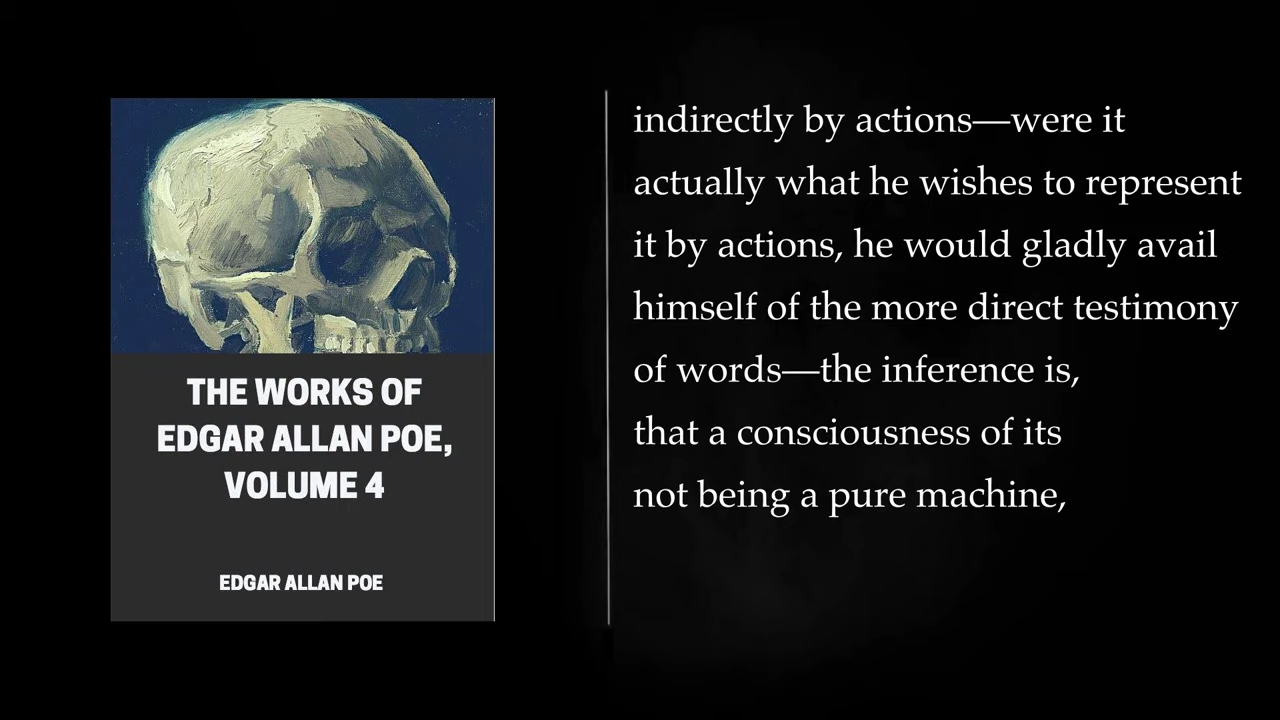 THE WORKS OF
EDGAR ALLAN POE,
VOLUME 4
EDGAR ALLAN POE
indirectly by actions—were it
actually what he wishes to represent
it by actions, he would gladly avail
himself of the more direct testimony
of words—the inference is,
that a consciousness of its
not being a pure machine,